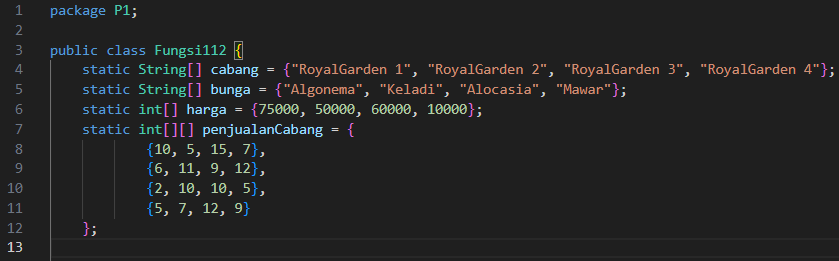 1 package P1;
2
3 public class Fungsi112 {
4 static String[] cabang = {"RoyalGarden 1", "RoyalGarden 2", "RoyalGarden 3", "RoyalGarden 4"};
5 static String[] bunga = {"Algonema", "Keladi", "Alocasia", "Mawar"};
6 static int[] harga = {75000, 50000, 60000, 10000};
7 static int[][] penjualanCabang = {
8 {10, 5, 15, 7},
9 {6, 11, 9, 12},
10 {2, 10, 10, 5},
11 {5, 7, 12, 9}
12 };
13